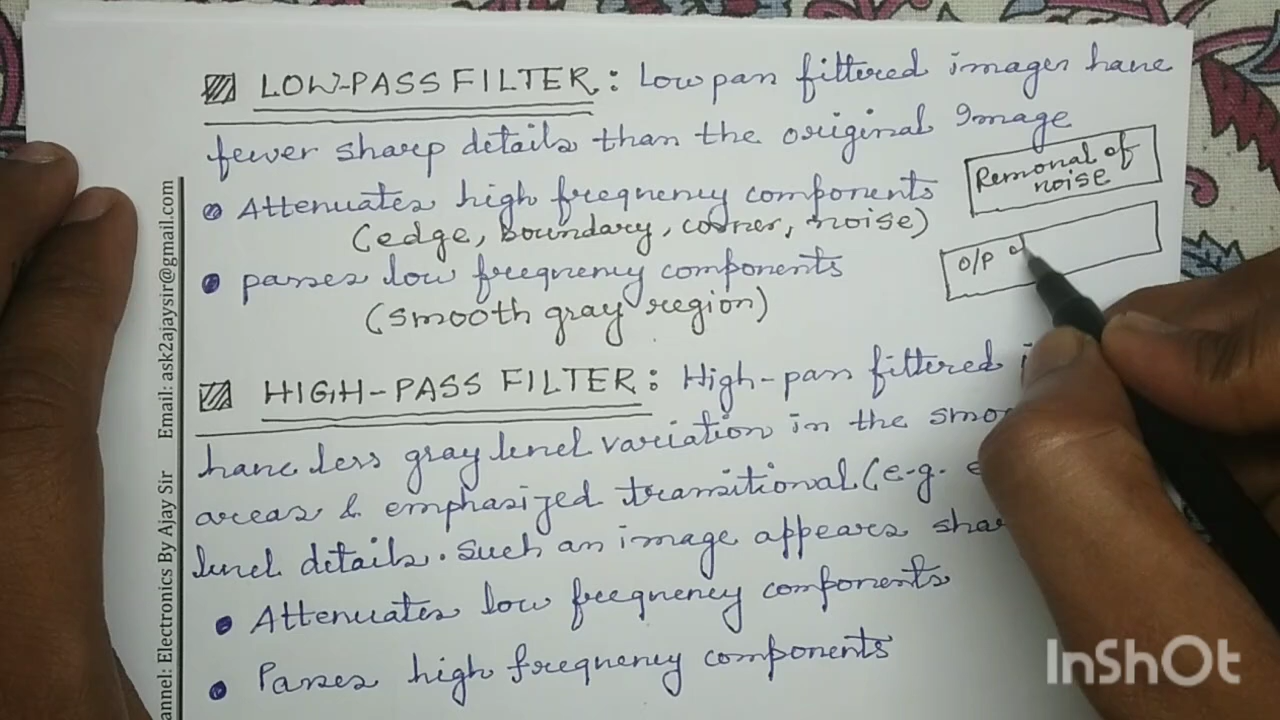 LOW-PASS FILTER: Low pass filtered images have
fewer sharp details than the original Image
Removal of
noise
Attenuates high frequency components
(edge, boundary, corner, noise)
O/P
passes low frequency components
(smooth gray region)
HIGH-PASS FILTER: High-pass filtered
have less gray level variation in the smo
areas & emphasized transitional (e.g. e
level details. Such an image appears shar
Attenuates low frequency components
Passes high frequency components
annel: Electronics By Ajay Sir Email: ask2ajaysir@gmail.com
InShOt